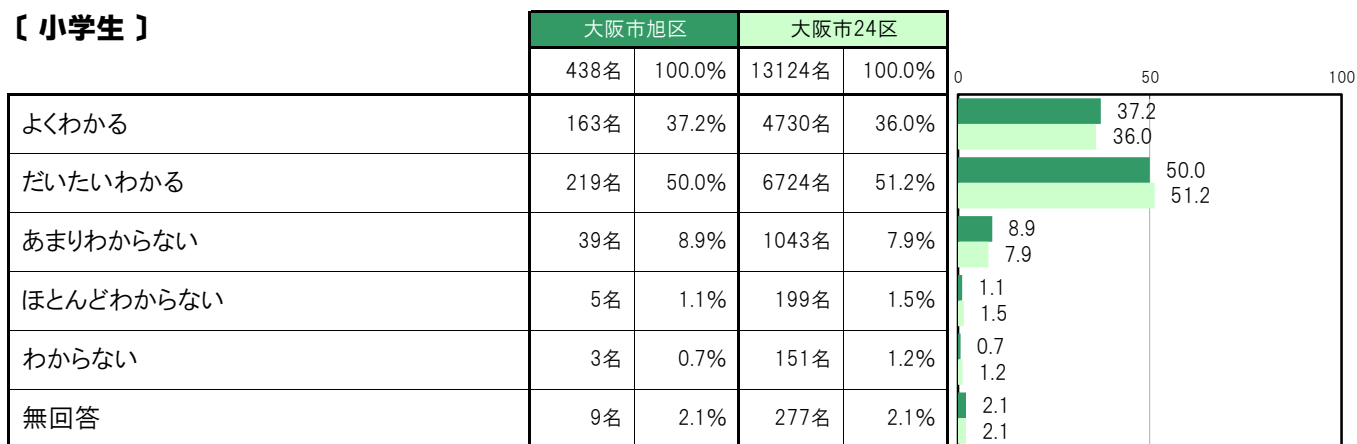 〔 小学生 〕
大阪市旭区 大阪市24区
438名 100.0% 13124名 100.0%
0 50 100
よくわかる 163名 37.2% 4730名 36.0%
37.2
36.0
だいたいわかる 219名 50.0% 6724名 51.2%
50.0
51.2
あまりわからない 39名 8.9% 1043名 7.9%
8.9
7.9
ほとんどわからない 5名 1.1% 199名 1.5%
1.1
1.5
わからない 3名 0.7% 151名 1.2%
0.7
1.2
無回答 9名 2.1% 277名 2.1%
2.1
2.1